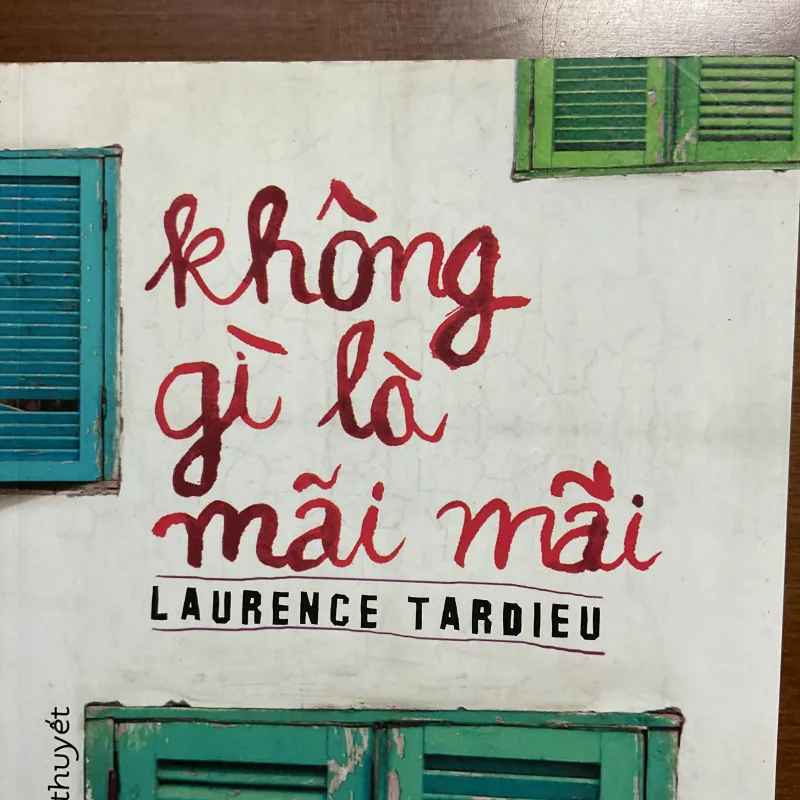 không
gì là
mãi mãi
LAURENCE TARDIEU
thuyết